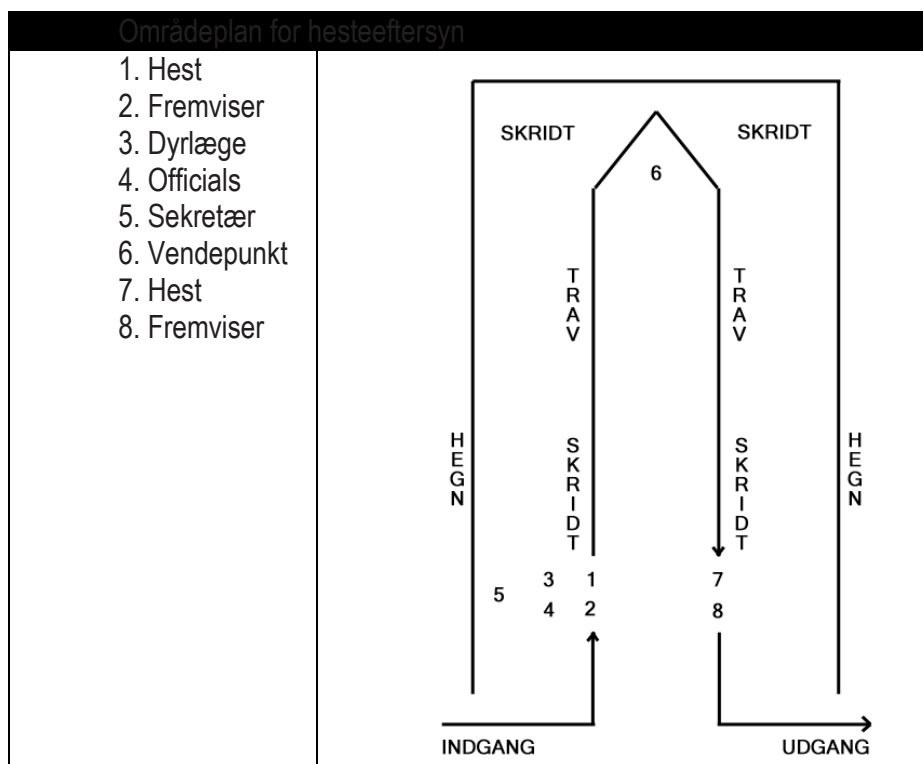 Områdeplan for hesteeftersyn
1. Hest
2. Fremviser
3. Dyrlæge
4. Officials
5. Sekretær
6. Vendepunkt
7. Hest
8. Fremviser
SKRIDT
SKRIDT
6
TRAV
TRAV
HEGN
SKRIDT
SKRIDT
HEGN
5
3
1
7
4
2
8
INDGANG
UDGANG